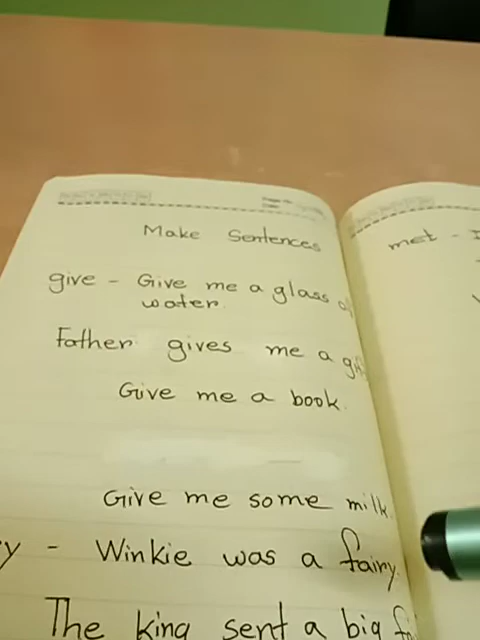 Make Sentences
give - Give me a glass
water.
Father gives me a
Give me a book.
Give me some milk.
- Winkie was a fairy.
The king sent a big
met -